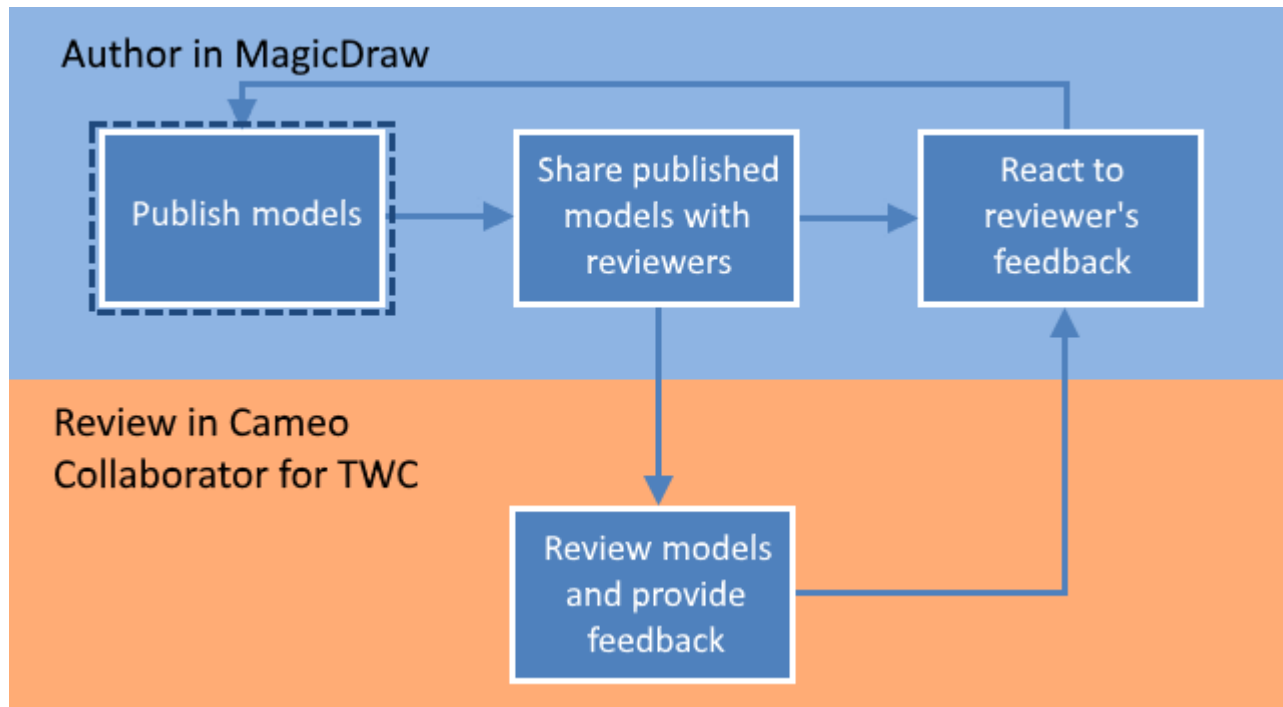 Author in MagicDraw
Publish models
Share published
models with
reviewers
React to
reviewer's
feedback
Review in Cameo
Collaborator for TWC
Review models
and provide
feedback